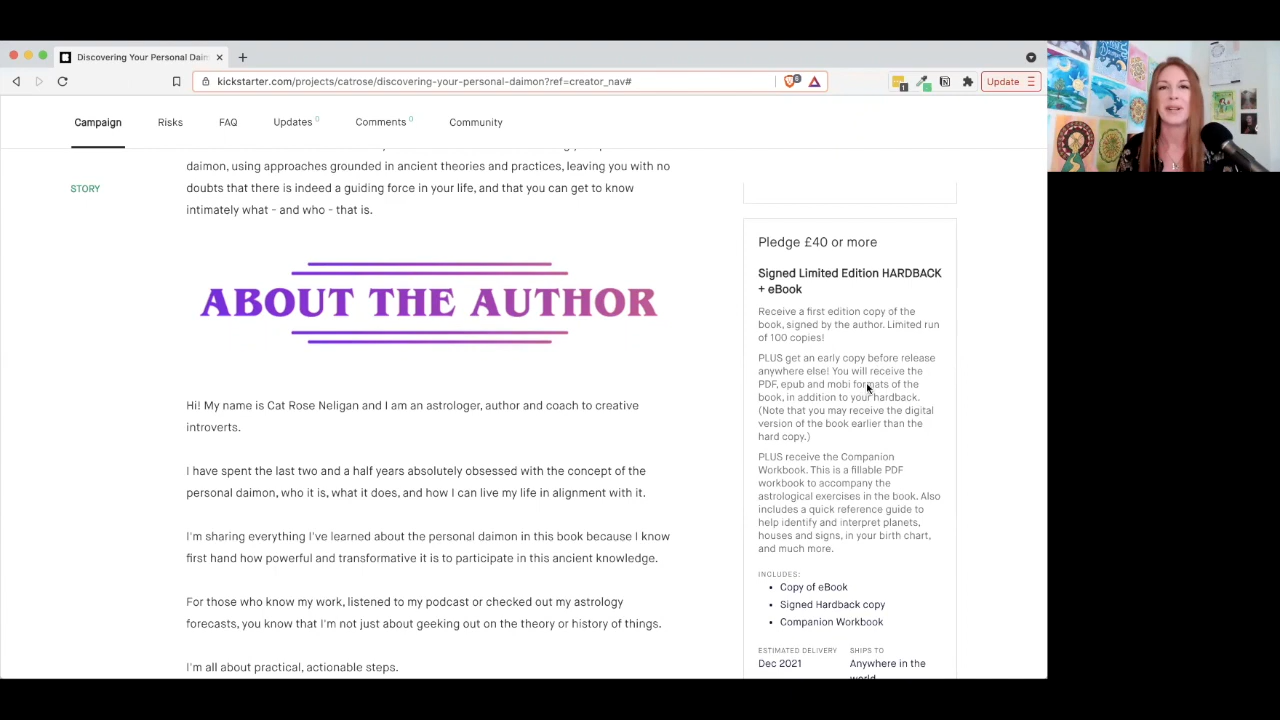 Discovering Your Personal Dain
kickstarter.com/projects/catrose/discovering-your-personal-daimon?ref=creator_nav#
Update
Campaign
Risks
FAQ
Updates 0
Comments 0
Community
STORY
daimon, using approaches grounded in ancient theories and practices, leaving you with no
doubts that there is indeed a guiding force in your life, and that you can get to know
intimately what - and who - that is.
ABOUT THE AUTHOR
Hi! My name is Cat Rose Neligan and I am an astrologer, author and coach to creative
introverts.
I have spent the last two and a half years absolutely obsessed with the concept of the
personal daimon, who it is, what it does, and how I can live my life in alignment with it.
I'm sharing everything I've learned about the personal daimon in this book because I know
first hand how powerful and transformative it is to participate in this ancient knowledge.
For those who know my work, listened to my podcast or checked out my astrology
forecasts, you know that I'm not just about geeking out on the theory or history of things.
I'm all about practical, actionable steps.
Pledge £40 or more
Signed Limited Edition HARDBACK
+ eBook
Receive a first edition copy of the
book, signed by the author. Limited run
of 100 copies!
PLUS get an early copy before release
anywhere else! You will receive the
PDF, epub and mobi formats of the
book, in addition to your hardback.
(Note that you may receive the digital
version of the book earlier than the
hard copy.)
PLUS receive the Companion
Workbook. This is a fillable PDF
workbook to accompany the
astrological exercises in the book. Also
includes a quick reference guide to
help identify and interpret planets,
houses and signs, in your birth chart,
and much more.
INCLUDES:
• Copy of eBook
• Signed Hardback copy
• Companion Workbook
ESTIMATED DELIVERY
Dec 2021
SHIPS TO
Anywhere in the
world